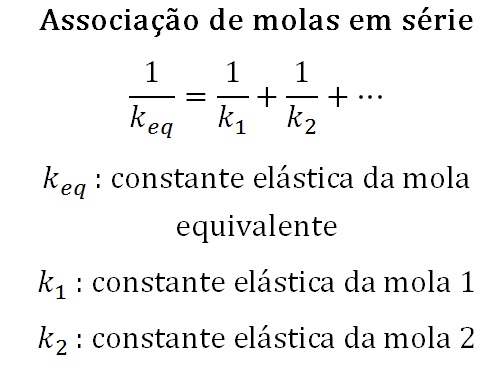 Associação de molas em série
1/k_eq = 1/k_1 + 1/k_2 + ⋯
k_eq : constante elástica da mola
equivalente
k_1 : constante elástica da mola 1
k_2 : constante elástica da mola 2